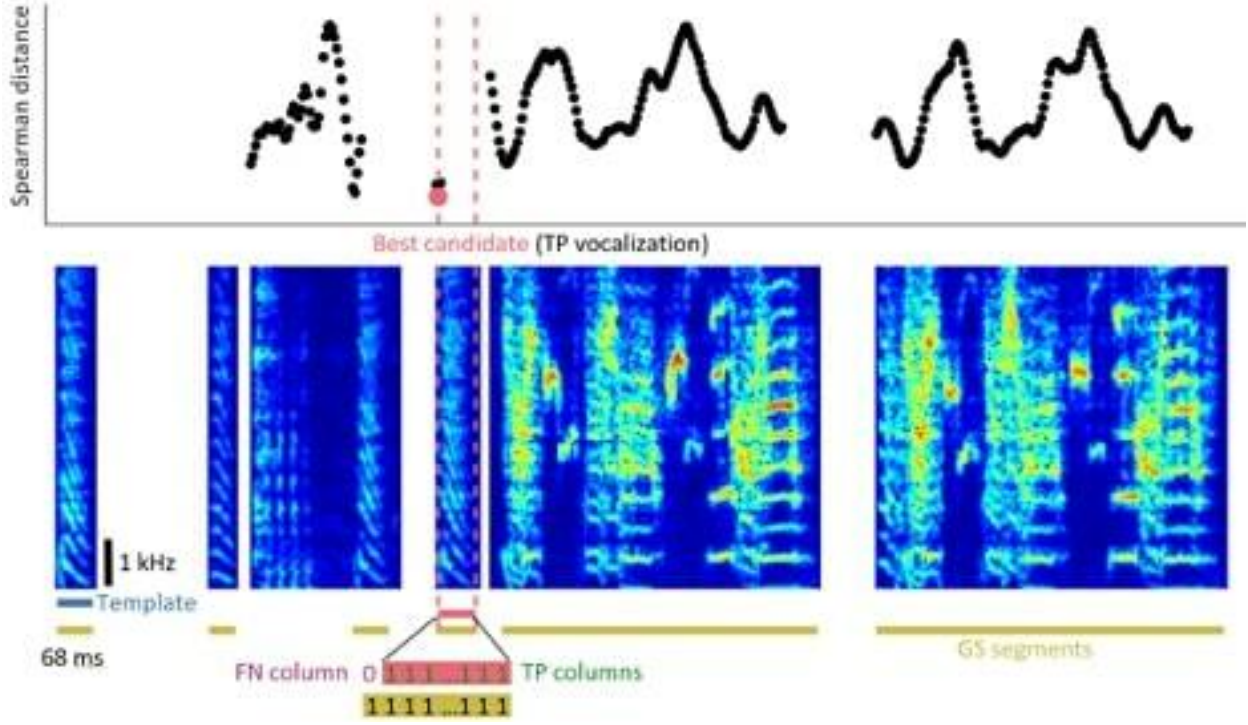 Spearman distance
Best candidate (TP vocalization)
1 kHz
Template
68 ms
GS segments
FN column 0 1 1 1 ... 1 1 1 TP columns
1 1 1 1 ... 1 1 1